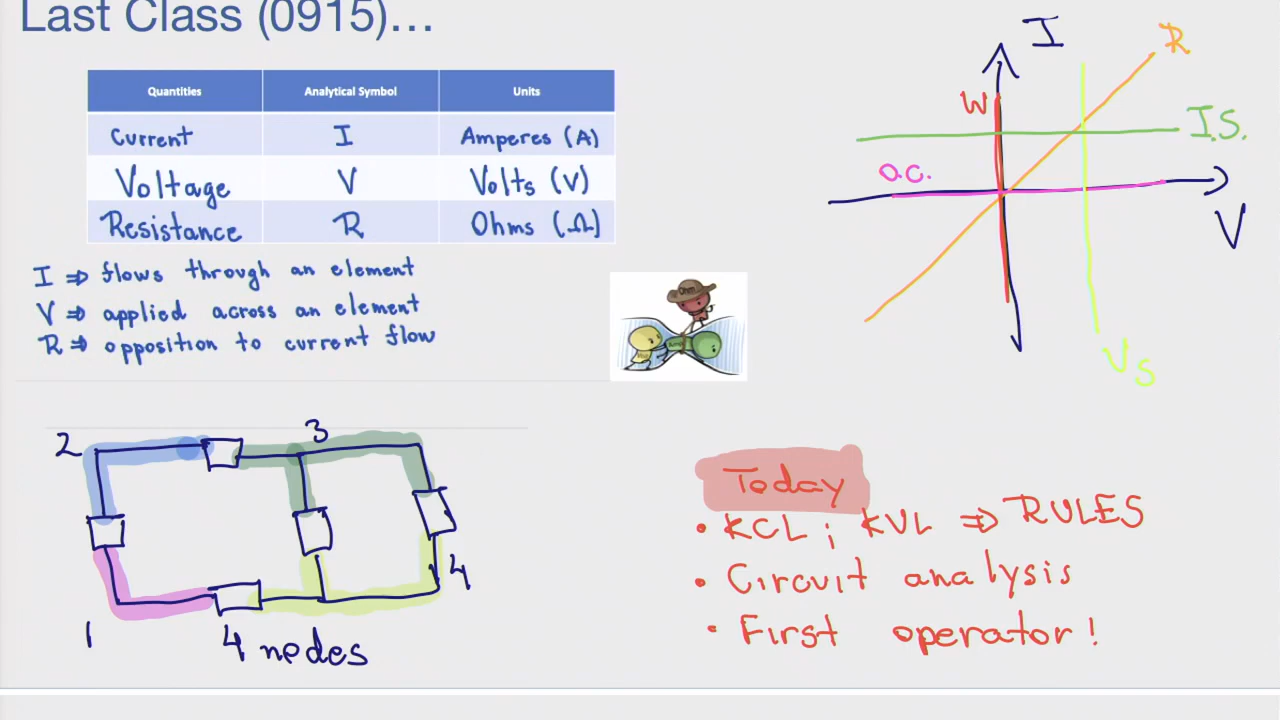 Last Class (0915)...
Quantities Analytical Symbol Units
Current I Amperes (A)
Voltage V Volts (V)
Resistance R Ohms (Ω)
I ⇒ flows through an element
V ⇒ applied across an element
R ⇒ opposition to current flow
Ohm
I
R
W
I.S.
o.c.
V
Vs
2
3
4
1
4 nodes
Today
• KCL ; KVL ⇒ RULES
• Circuit analysis
• First operator!